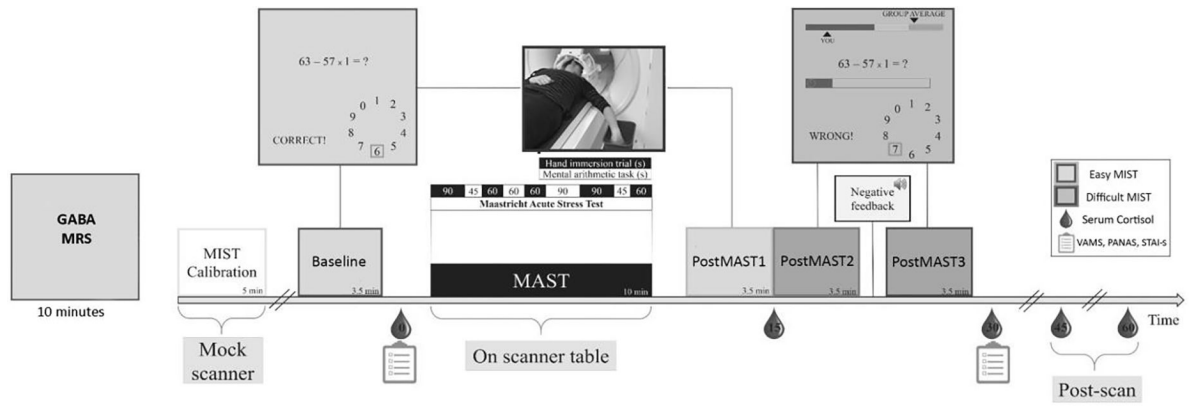 GABA
MRS
10 minutes
63 – 57 x 1 = ?
0 1 2 3 4 5 6 7 8 9
CORRECT!
Hand immersion trial (s)
Mental arithmetic task (s)
90 45 60 60 60 90 90 45 60
Maastricht Acute Stress Test
GROUP AVERAGE
YOU
63 – 57 x 1 = ?
0 1 2 3 4 5 6 7 8 9
WRONG!
Negative
feedback
Easy MIST
Difficult MIST
Serum Cortisol
VAMS, PANAS, STAI-s
MIST
Calibration
5 min
Baseline
3.5 min
MAST
10 min
PostMAST1
3.5 min
PostMAST2
3.5 min
PostMAST3
3.5 min
Time
0
15
30
45
60
Mock
scanner
On scanner table
Post-scan